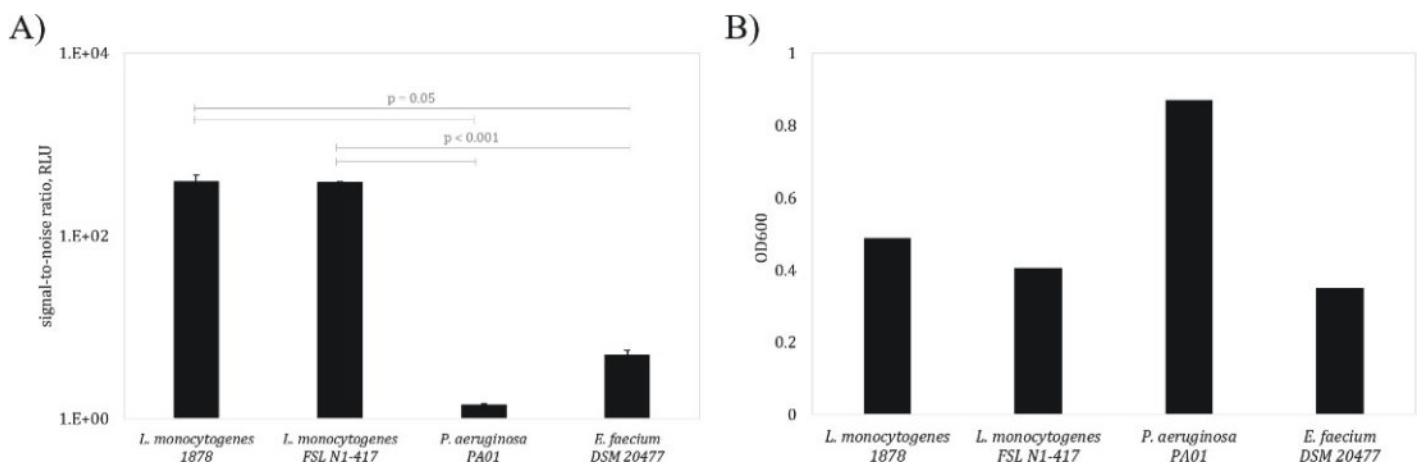 A)
1.E+04
p = 0.05
p < 0.001
signal-to-noise ratio, RLU
1.E+02
1.E+00
L. monocytogenes
1878
L. monocytogenes
FSL N1-417
P. aeruginosa
PA01
E. faecium
DSM 20477
B)
1
0.8
0.6
OD600
0.4
0.2
0
L. monocytogenes
1878
L. monocytogenes
FSL N1-417
P. aeruginosa
PA01
E. faecium
DSM 20477